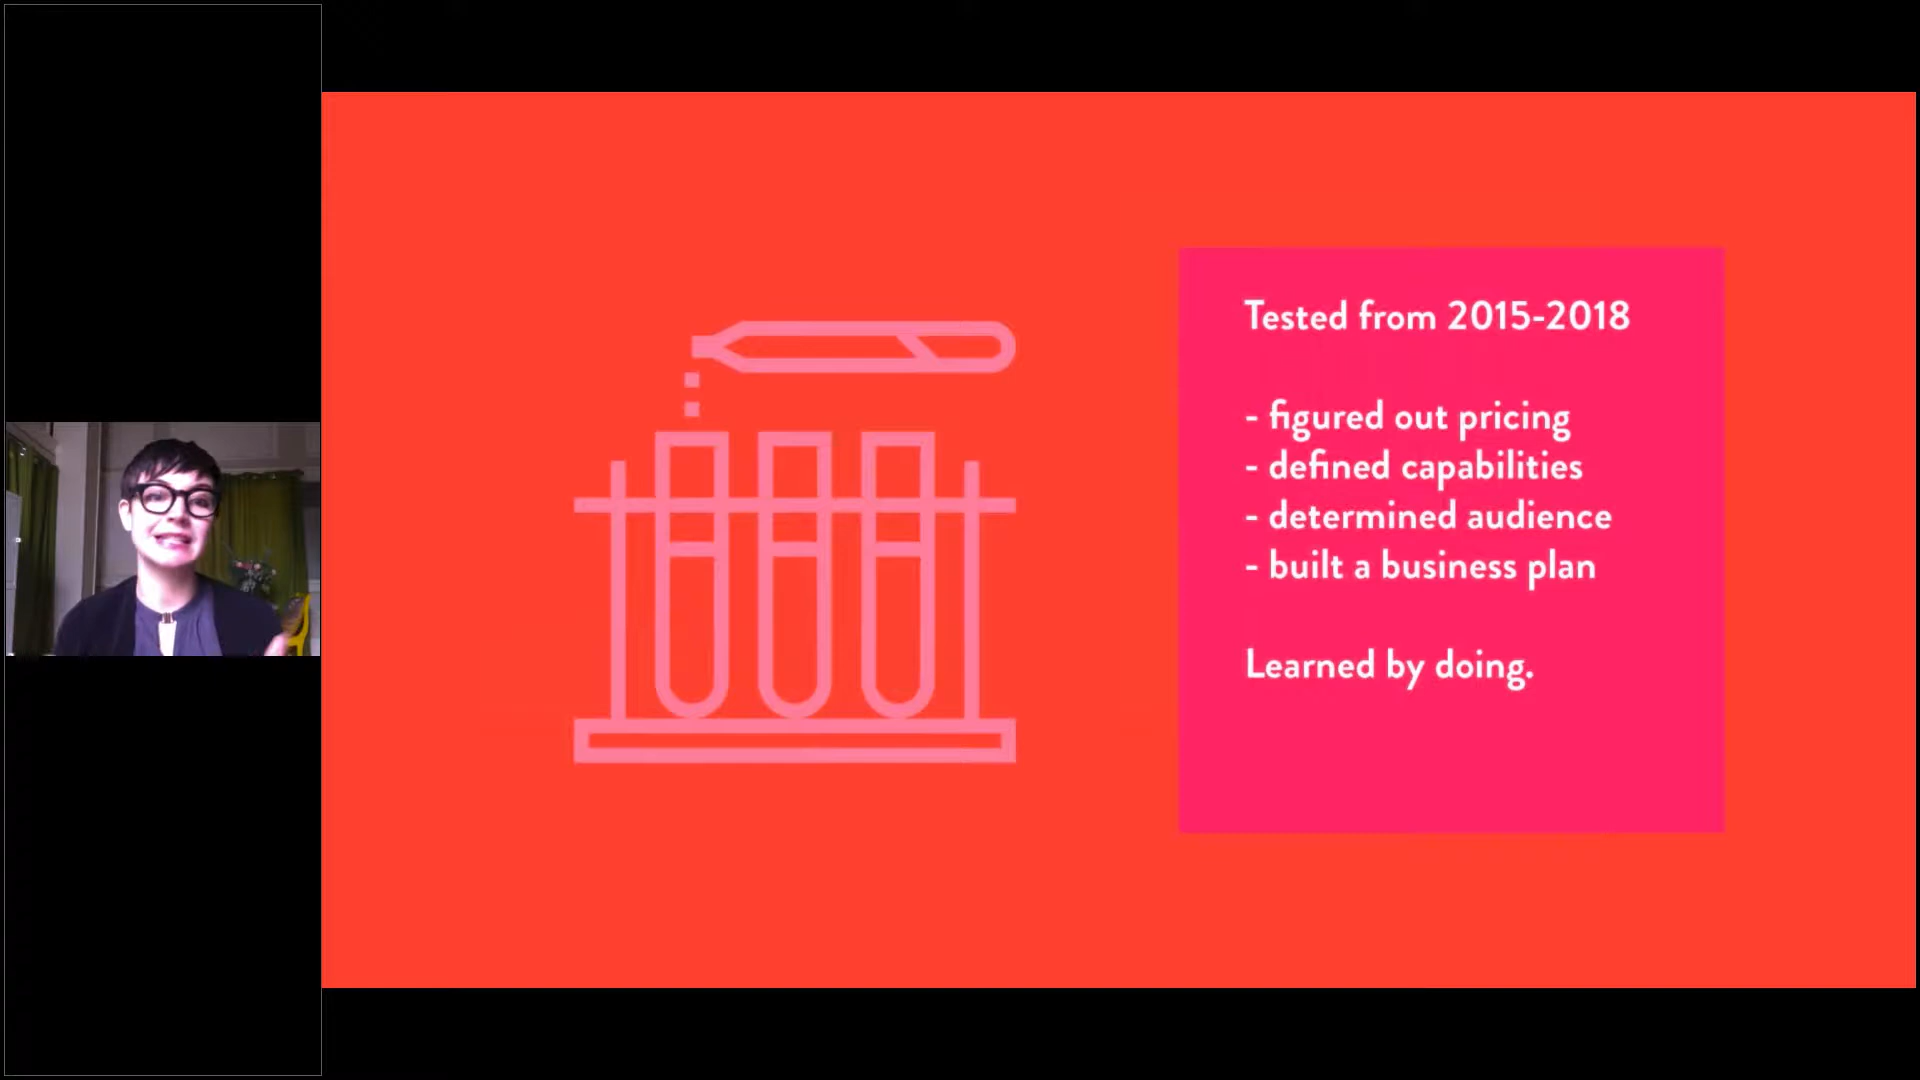 Tested from 2015-2018
- figured out pricing
- defined capabilities
- determined audience
- built a business plan
Learned by doing.